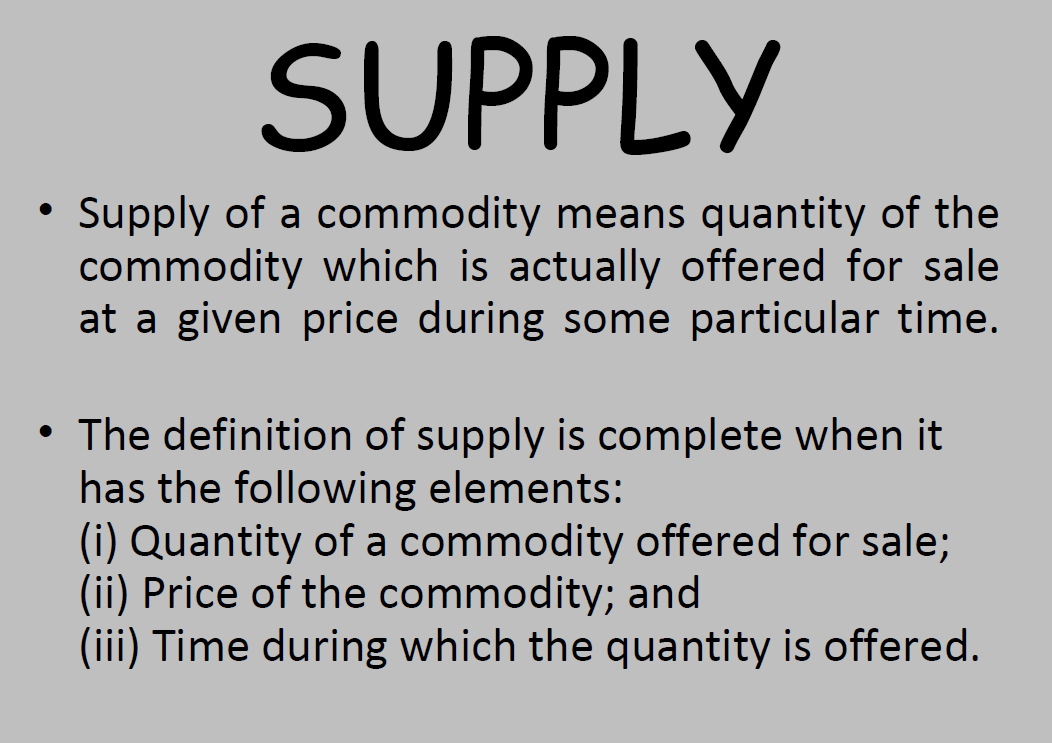 SUPPLY
• Supply of a commodity means quantity of the
commodity which is actually offered for sale
at a given price during some particular time.
• The definition of supply is complete when it
has the following elements:
(i) Quantity of a commodity offered for sale;
(ii) Price of the commodity; and
(iii) Time during which the quantity is offered.